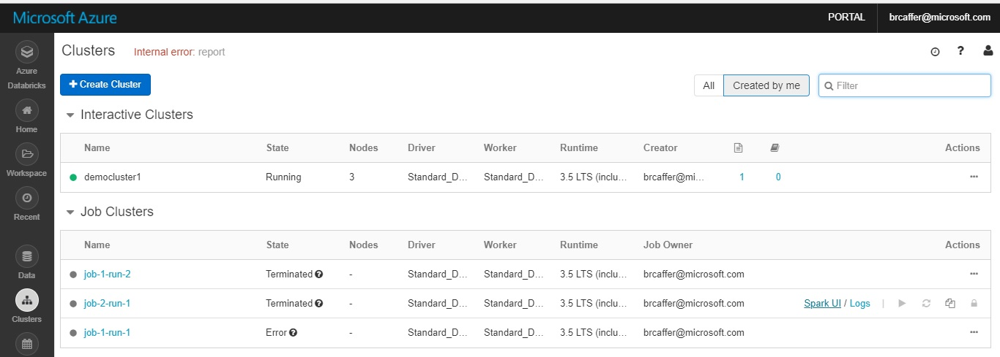 Microsoft Azure PORTAL brcaffer@microsoft.com
Clusters Internal error: report ?
Azure
Databricks
+ Create Cluster All Created by me Filter
Home
Interactive Clusters
Name State Nodes Driver Worker Runtime Creator Actions
Workspace
democluster1 Running 3 Standard_D... Standard_D... 3.5 LTS (inclu... brcaffer@mi... 1 0 ...
Recent
Job Clusters
Name State Nodes Driver Worker Runtime Job Owner Actions
Data
job-1-run-2 Terminated ? - Standard_D... Standard_D... 3.5 LTS (inclu... brcaffer@microsoft.com ...
job-2-run-1 Terminated ? - Standard_D... Standard_D... 3.5 LTS (inclu... brcaffer@microsoft.com Spark UI / Logs |
Clusters
job-1-run-1 Error ? - Standard_D... Standard_D... 3.5 LTS (inclu... brcaffer@microsoft.com ...